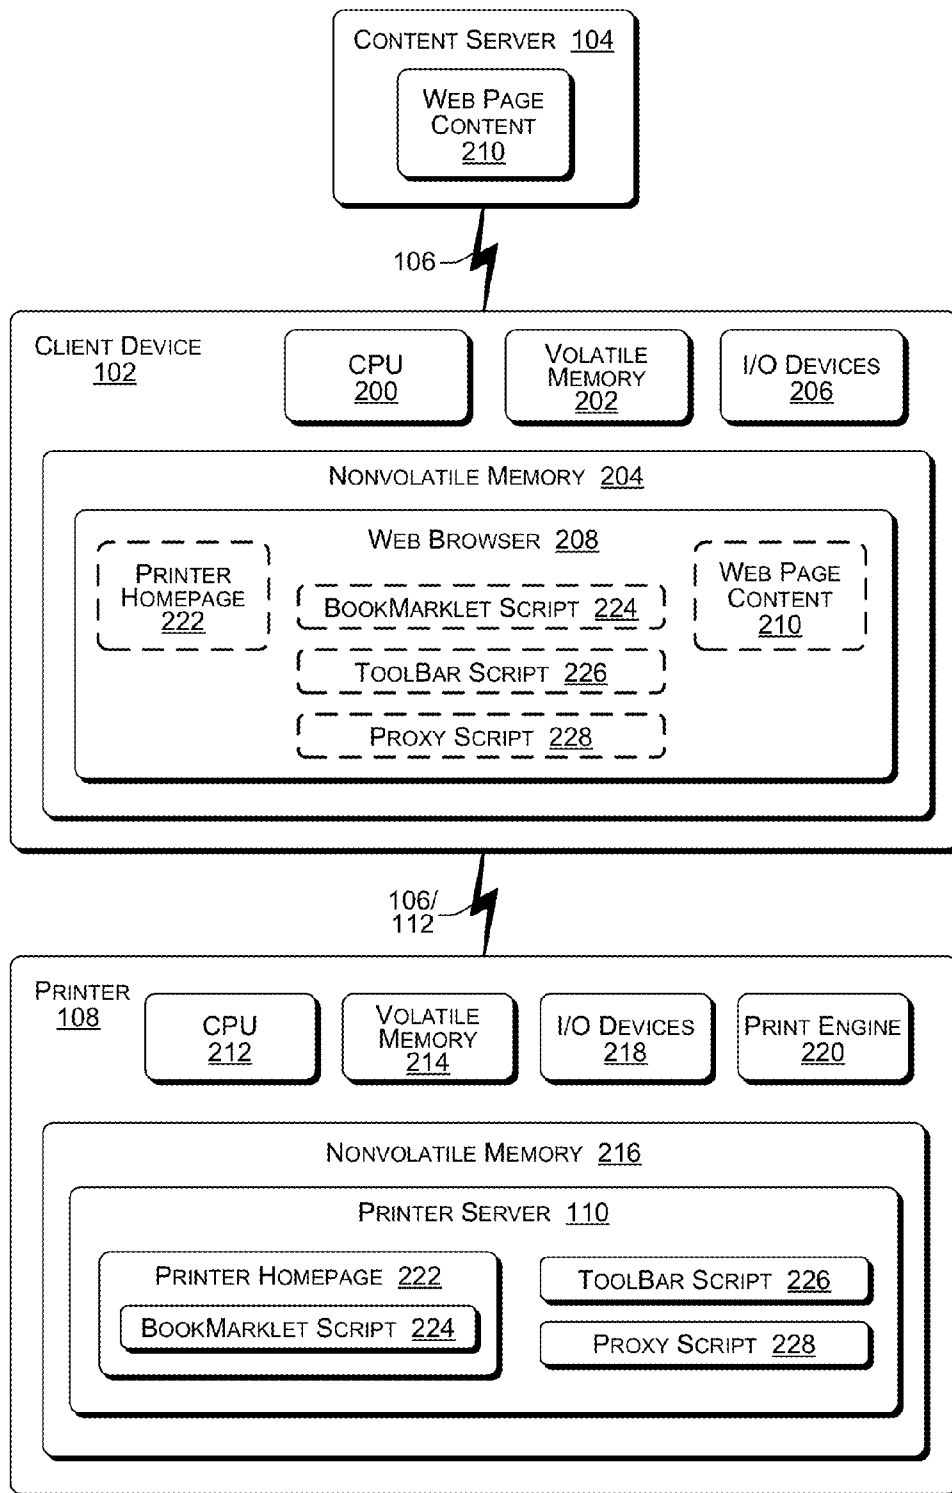 Content Server 104
Web Page
Content
210
106
Client Device
102
CPU
200
Volatile
Memory
202
I/O Devices
206
Nonvolatile Memory 204
Web Browser 208
Printer
Homepage
222
BookMarklet Script 224
ToolBar Script 226
Proxy Script 228
Web Page
Content
210
106/
112
Printer
108
CPU
212
Volatile
Memory
214
I/O Devices
218
Print Engine
220
Nonvolatile Memory 216
Printer Server 110
Printer Homepage 222
BookMarklet Script 224
ToolBar Script 226
Proxy Script 228